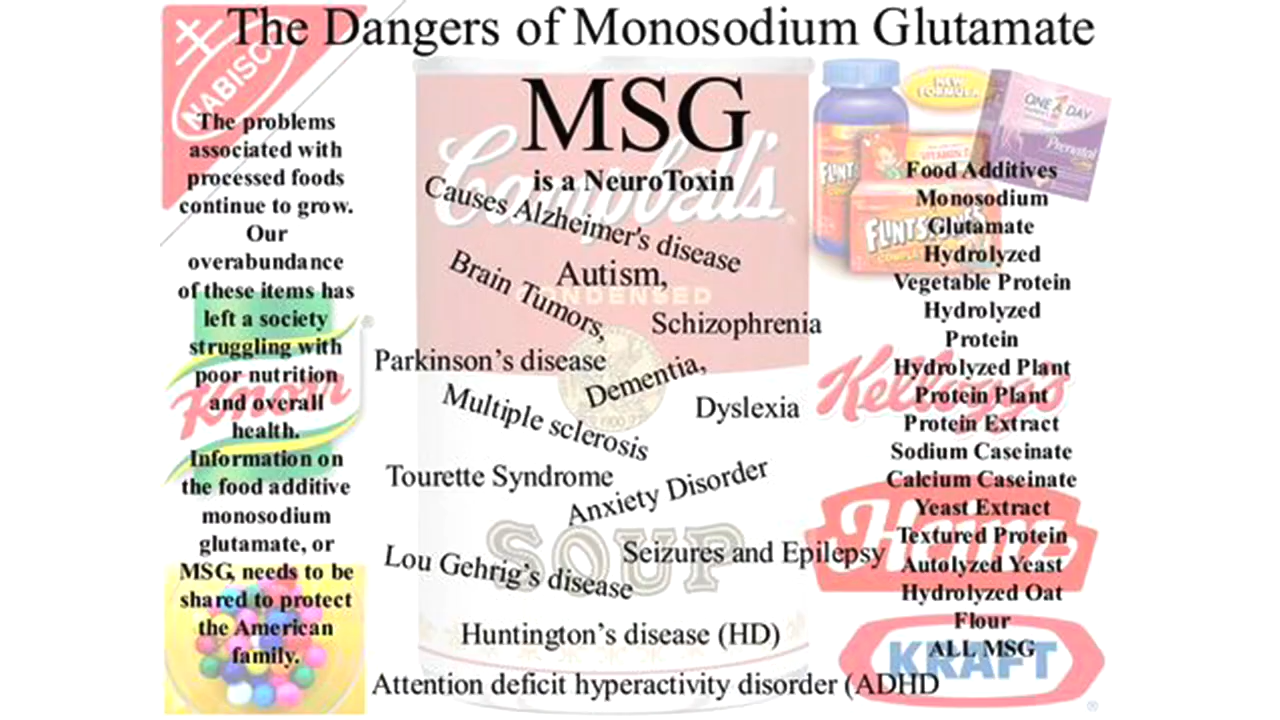 The Dangers of Monosodium Glutamate
MSG
is a NeuroToxin
NABISCO
The problems
associated with
processed foods
continue to grow.
Our
overabundance
of these items has
left a society
struggling with
poor nutrition
and overall
health.
Information on
the food additive
monosodium
glutamate, or
MSG, needs to be
shared to protect
the American
family.
Knorr
®
Campbell's
CONDENSED
SOUP
Causes Alzheimer's disease
Autism,
Brain Tumors,
Schizophrenia
Parkinson's disease
Dementia,
Dyslexia
Multiple sclerosis
Tourette Syndrome
Anxiety Disorder
Seizures and Epilepsy
Lou Gehrig's disease
Huntington's disease (HD)
Attention deficit hyperactivity disorder (ADHD
NEW
FORMULA
ONE A DAY
Prenatal
FLINT
FLINTSTONES
Food Additives
Monosodium
Glutamate
Hydrolyzed
Vegetable Protein
Hydrolyzed
Protein
Hydrolyzed Plant
Protein Plant
Protein Extract
Sodium Caseinate
Calcium Caseinate
Yeast Extract
Textured Protein
Autolyzed Yeast
Hydrolyzed Oat
Flour
ALL MSG
Kellogg's
Heinz
KRAFT
®